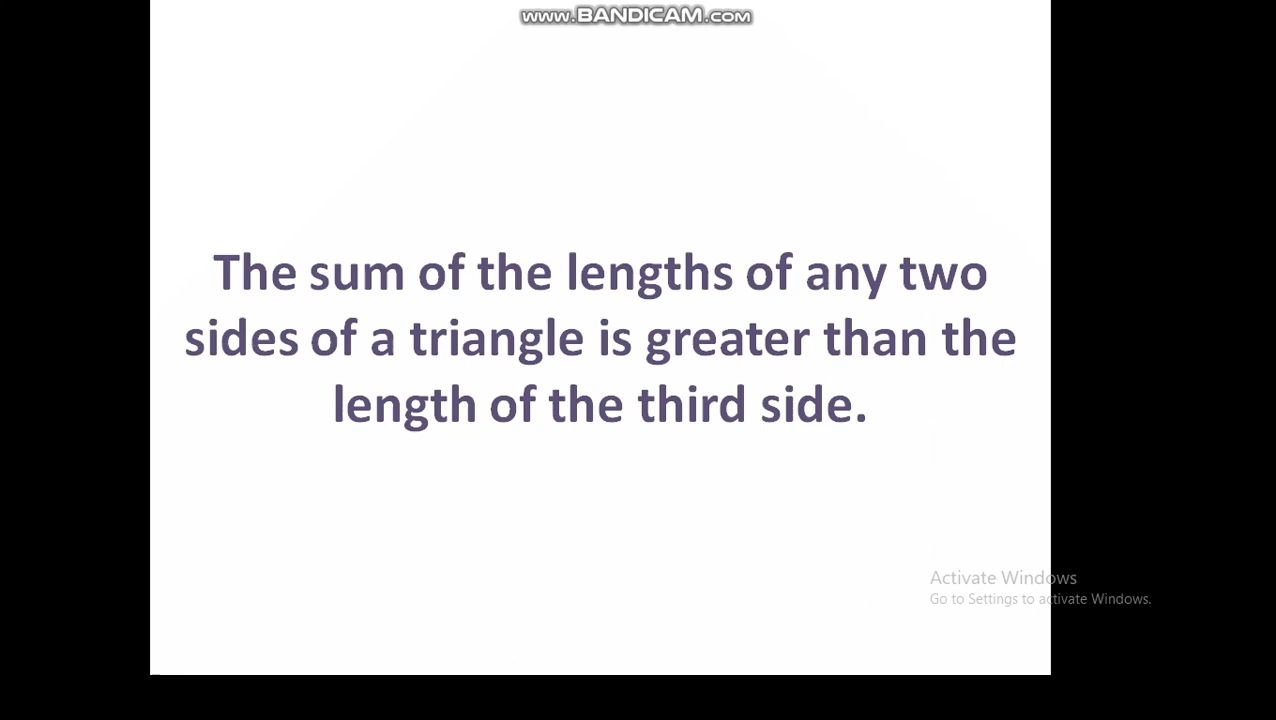 www.BANDICAM.com
The sum of the lengths of any two
sides of a triangle is greater than the
length of the third side.
Activate Windows
Go to Settings to activate Windows.